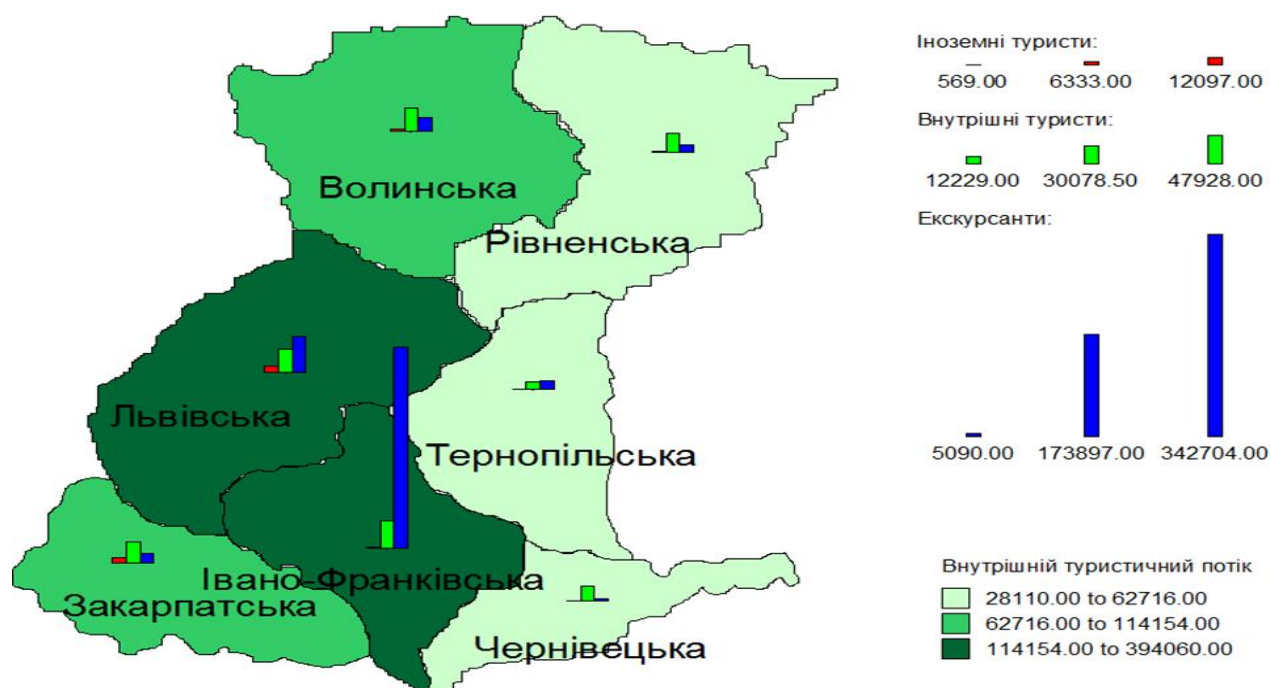 Іноземні туристи:
569.00 6333.00 12097.00
Внутрішні туристи:
12229.00 30078.50 47928.00
Екскурсанти:
5090.00 173897.00 342704.00
Волинська
Рівненська
Львівська
Тернопільська
Івано-Франківська
Закарпатська
Чернівецька
Внутрішній туристичний потік
28110.00 to 62716.00
62716.00 to 114154.00
114154.00 to 394060.00